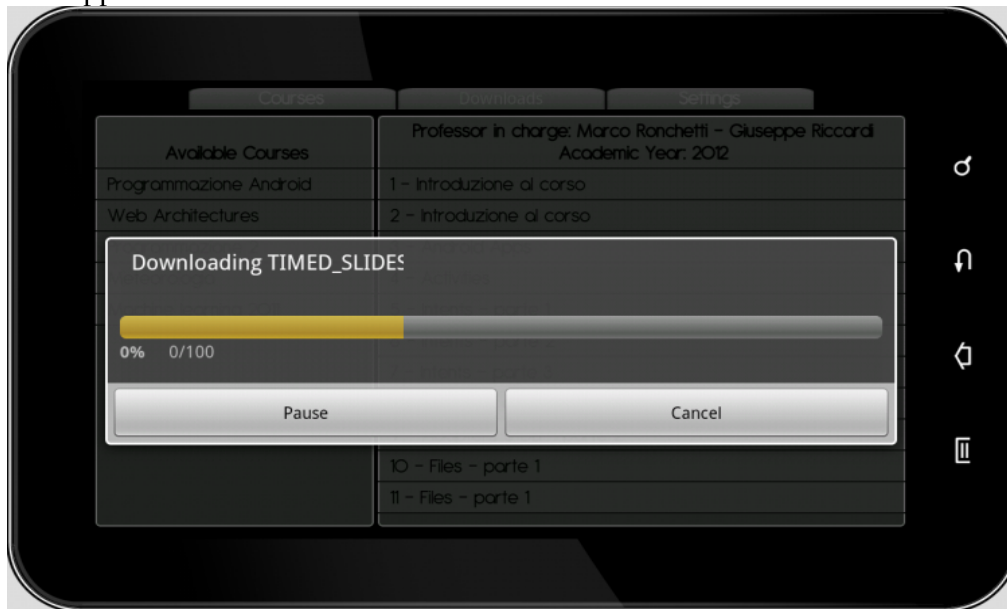 Courses
Downloads
Settings
Available Courses
Professor in charge: Marco Ronchetti - Giuseppe Riccardi
Academic Year: 2012
Programmazione Android
1 - Introduzione al corso
Web Architectures
2 - Introduzione al corso
Downloading TIMED_SLIDES
0% 0/100
Pause
Cancel
10 - Files - parte 1
11 - Files - parte 1